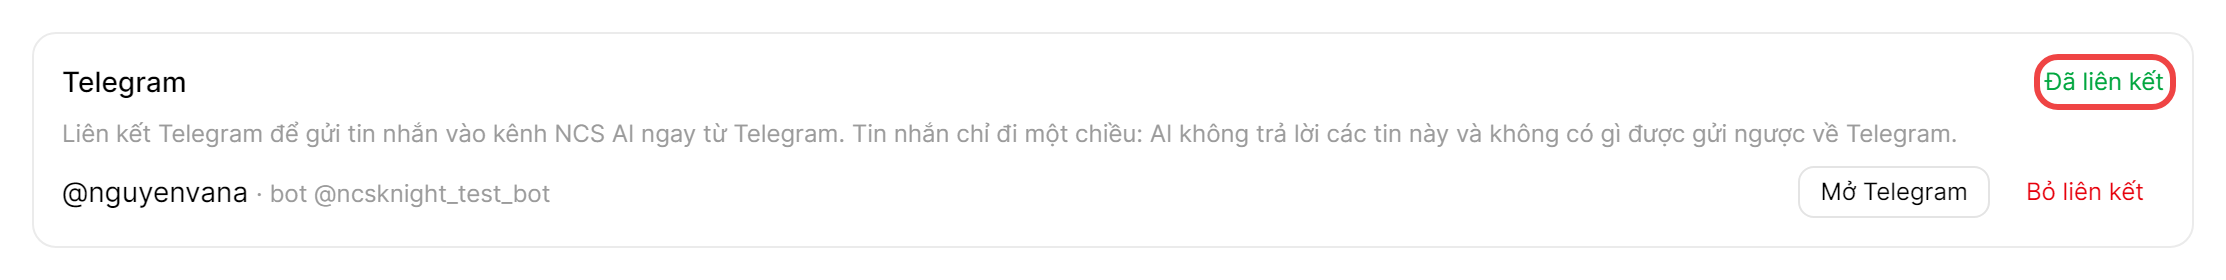 Telegram
Đã liên kết
Liên kết Telegram để gửi tin nhắn vào kênh NCS AI ngay từ Telegram. Tin nhắn chỉ đi một chiều: AI không trả lời các tin này và không có gì được gửi ngược về Telegram.
@nguyenvana · bot @ncsknight_test_bot
Mở Telegram
Bỏ liên kết